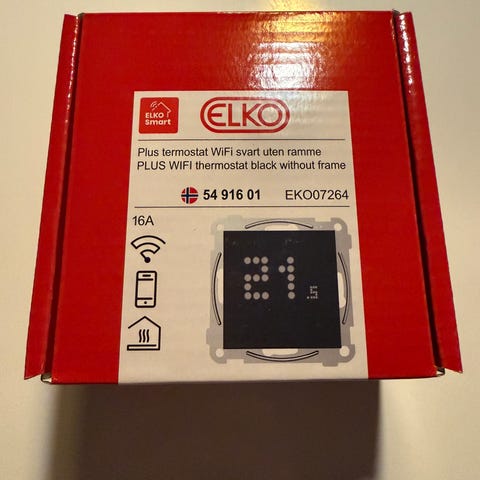 ELKO
Smart
ELKO
Plus termostat WiFi svart uten ramme
PLUS WIFI thermostat black without frame
54 916 01 EKO07264
16A
21